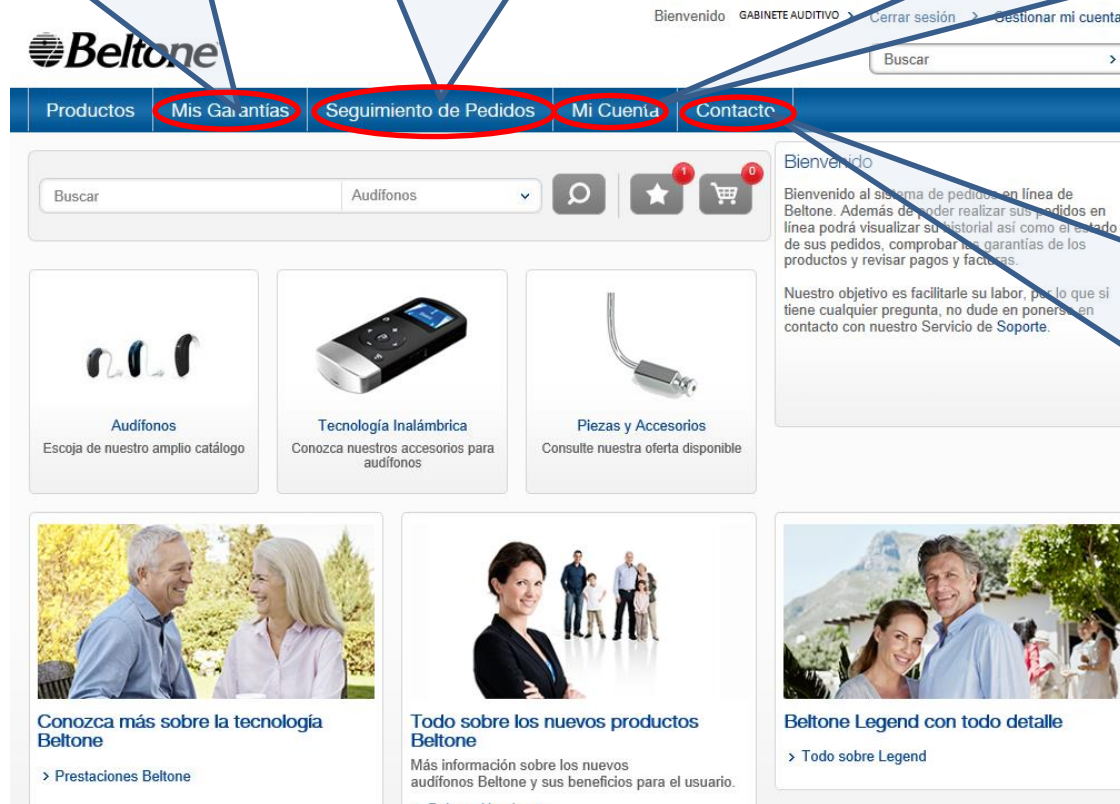 Bienvenido GABINETE AUDITIVO > Cerrar sesión > Gestionar mi cuenta
Beltone
Buscar
Productos Mis Garantías Seguimiento de Pedidos Mi Cuenta Contacto
Buscar Audífonos
1 0
Bienvenido
Bienvenido al sistema de pedidos en línea de
Beltone. Además de poder realizar sus pedidos en
línea podrá visualizar su historial así como el estado
de sus pedidos, comprobar las garantías de los
productos y revisar pagos y facturas.
Nuestro objetivo es facilitarle su labor, por lo que si
tiene cualquier pregunta, no dude en ponerse en
contacto con nuestro Servicio de Soporte.
Audífonos
Escoja de nuestro amplio catálogo
Tecnología Inalámbrica
Conozca nuestros accesorios para
audífonos
Piezas y Accesorios
Consulte nuestra oferta disponible
Conozca más sobre la tecnología
Beltone
> Prestaciones Beltone
Todo sobre los nuevos productos
Beltone
Más información sobre los nuevos
audífonos Beltone y sus beneficios para el usuario.
Beltone Legend con todo detalle
> Todo sobre Legend